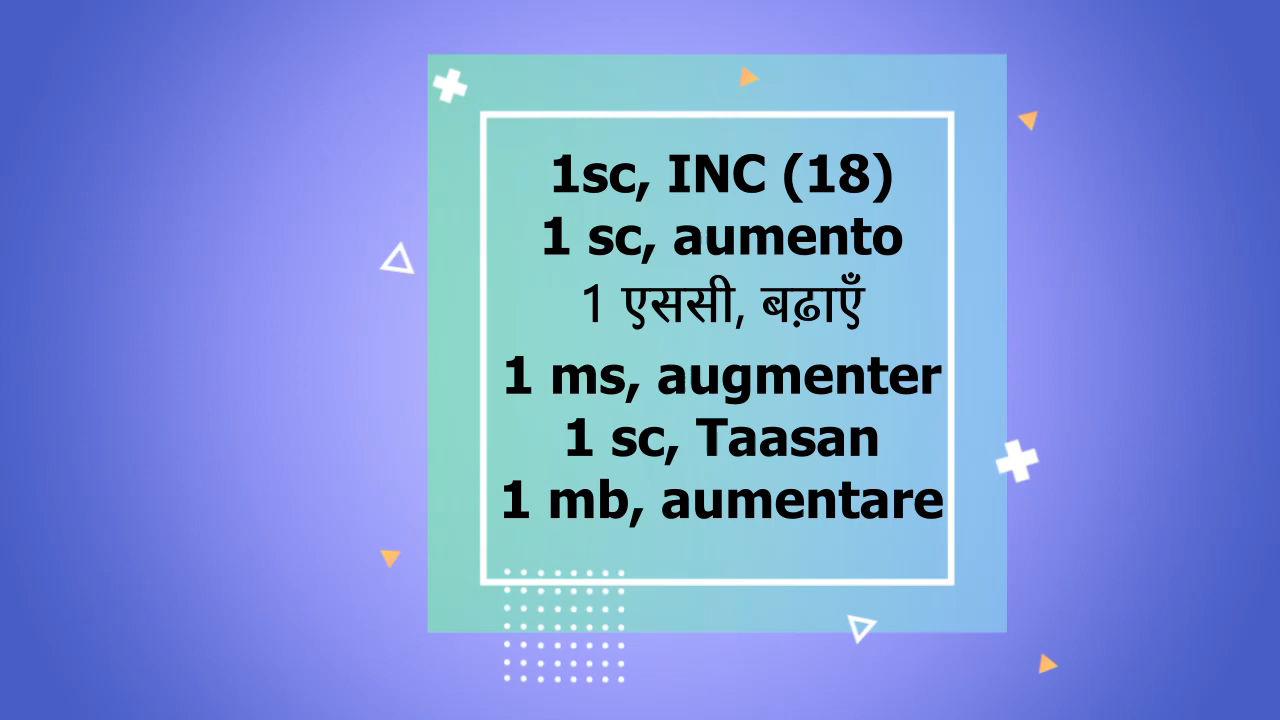 1sc, INC (18)
1 sc, aumento
1 एससी, बढ़ाएँ
1 ms, augmenter
1 sc, Taasan
1 mb, aumentare